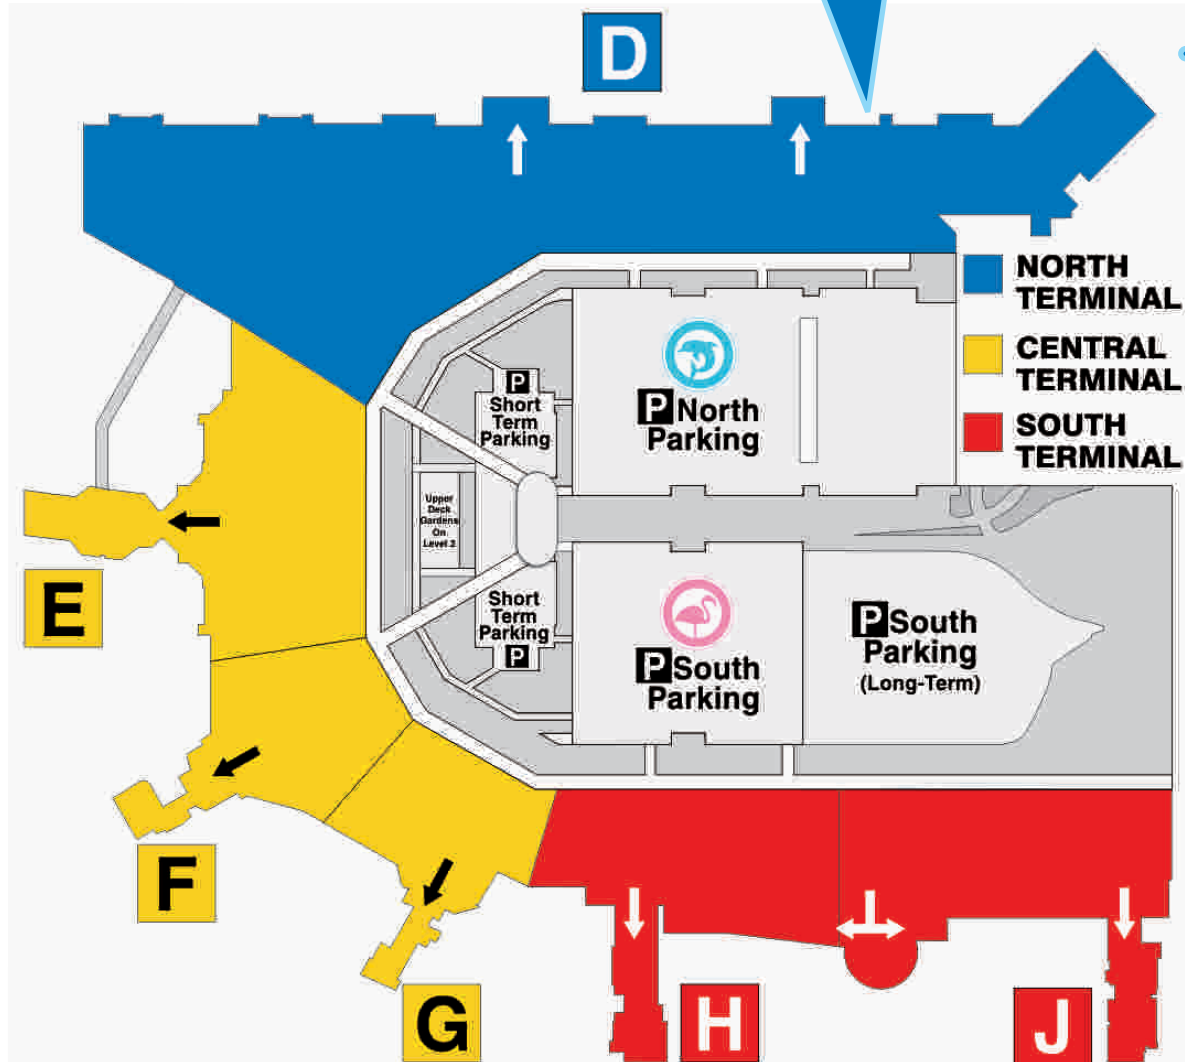 D
NORTH
TERMINAL
CENTRAL
TERMINAL
SOUTH
TERMINAL
P
Short
Term
Parking
P North
Parking
Upper
Deck
Gardens
On
Level 2
E
Short
Term
Parking
P
P South
Parking
P South
Parking
(Long-Term)
F
G
H
J